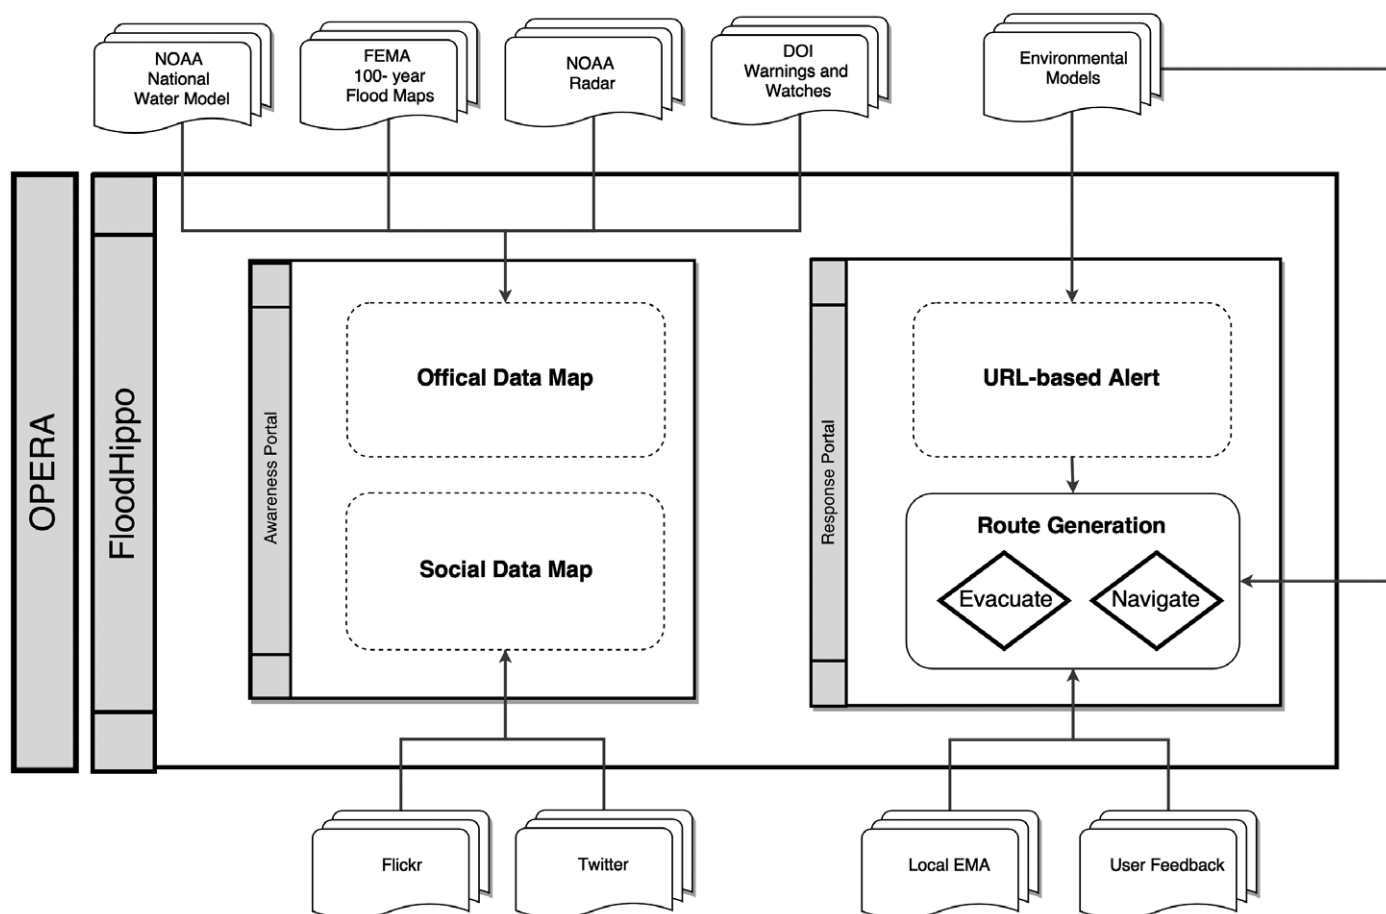 NOAA
National
Water Model
FEMA
100- year
Flood Maps
NOAA
Radar
DOI
Warnings and
Watches
Environmental
Models
OPERA
FloodHippo
Awareness Portal
Offical Data Map
Social Data Map
Response Portal
URL-based Alert
Route Generation
Evacuate
Navigate
Flickr
Twitter
Local EMA
User Feedback